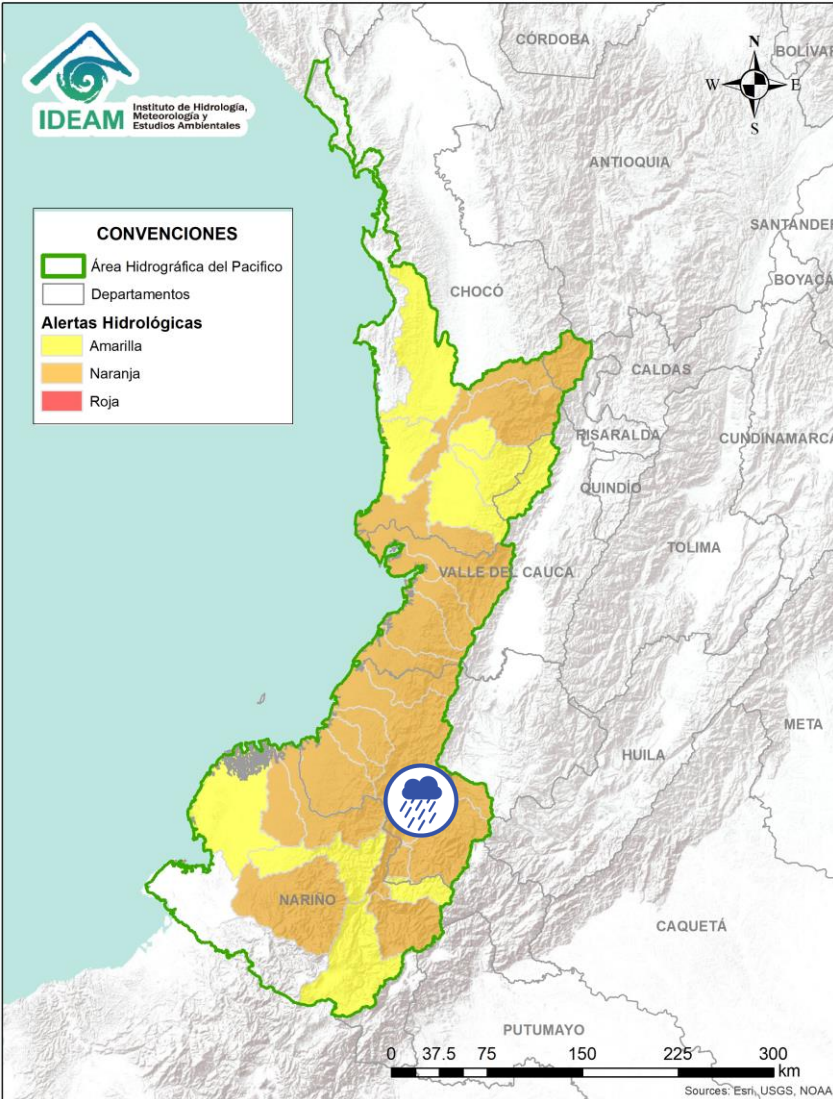 IDEAM
Instituto de Hidrología,
Meteorología y
Estudios Ambientales
CÓRDOBA
BOLÍVAR
N
W
E
S
ANTIOQUIA
SANTANDER
BOYACÁ
CONVENCIONES
Área Hidrográfica del Pacifico
Departamentos
Alertas Hidrológicas
Amarilla
Naranja
Roja
CHOCÓ
CALDAS
RISARALDA
CUNDINAMARCA
QUINDÍO
TOLIMA
VALLE DEL CAUCA
META
HUILA
NARIÑO
CAQUETÁ
PUTUMAYO
0 37.5 75 150 225 300
km
Sources: Esri, USGS, NOAA